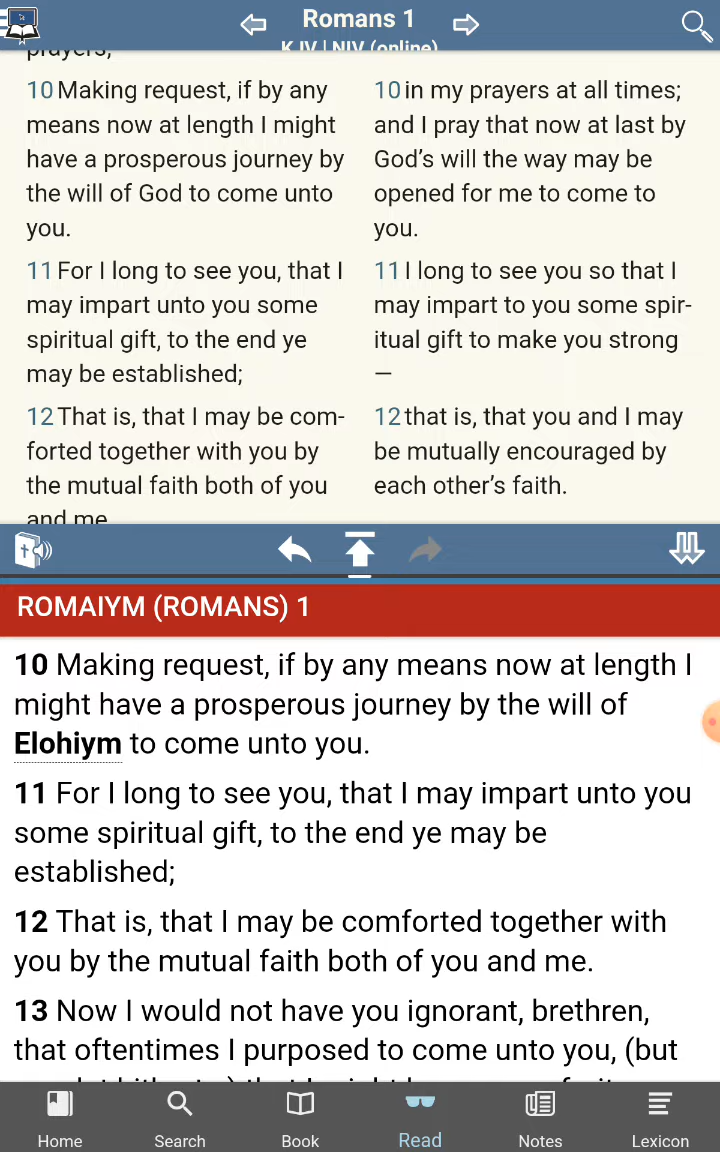 Romans 1
KJV | NIV (online)
prayers;
10 Making request, if by any
means now at length I might
have a prosperous journey by
the will of God to come unto
you.
11 For I long to see you, that I
may impart unto you some
spiritual gift, to the end ye
may be established;
12 That is, that I may be com-
forted together with you by
the mutual faith both of you
and me
10 in my prayers at all times;
and I pray that now at last by
God’s will the way may be
opened for me to come to
you.
11 I long to see you so that I
may impart to you some spir-
itual gift to make you strong
—
12 that is, that you and I may
be mutually encouraged by
each other’s faith.
ROMAIYM (ROMANS) 1
10 Making request, if by any means now at length I
might have a prosperous journey by the will of
Elohiym to come unto you.
11 For I long to see you, that I may impart unto you
some spiritual gift, to the end ye may be
established;
12 That is, that I may be comforted together with
you by the mutual faith both of you and me.
13 Now I would not have you ignorant, brethren,
that oftentimes I purposed to come unto you, (but
Home
Search
Book
Read
Notes
Lexicon